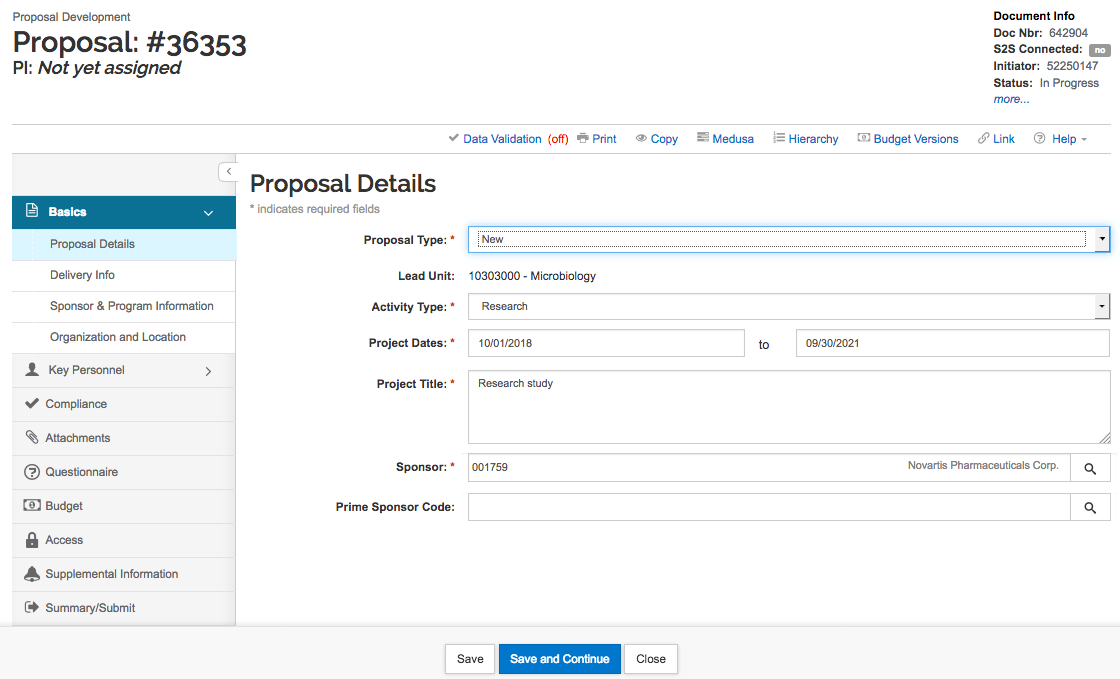 Proposal Development
Proposal: #36353
PI: Not yet assigned
Document Info
Doc Nbr: 642904
S2S Connected: no
Initiator: 52250147
Status: In Progress
more...
Data Validation (off) Print Copy Medusa Hierarchy Budget Versions Link Help
Basics
Proposal Details
Delivery Info
Sponsor & Program Information
Organization and Location
Key Personnel
Compliance
Attachments
Questionnaire
Budget
Access
Supplemental Information
Summary/Submit
Proposal Details
* indicates required fields
Proposal Type: * New
Lead Unit: 10303000 - Microbiology
Activity Type: * Research
Project Dates: * 10/01/2018 to 09/30/2021
Project Title: * Research study
Sponsor: * 001759 Novartis Pharmaceuticals Corp.
Prime Sponsor Code:
Save Save and Continue Close